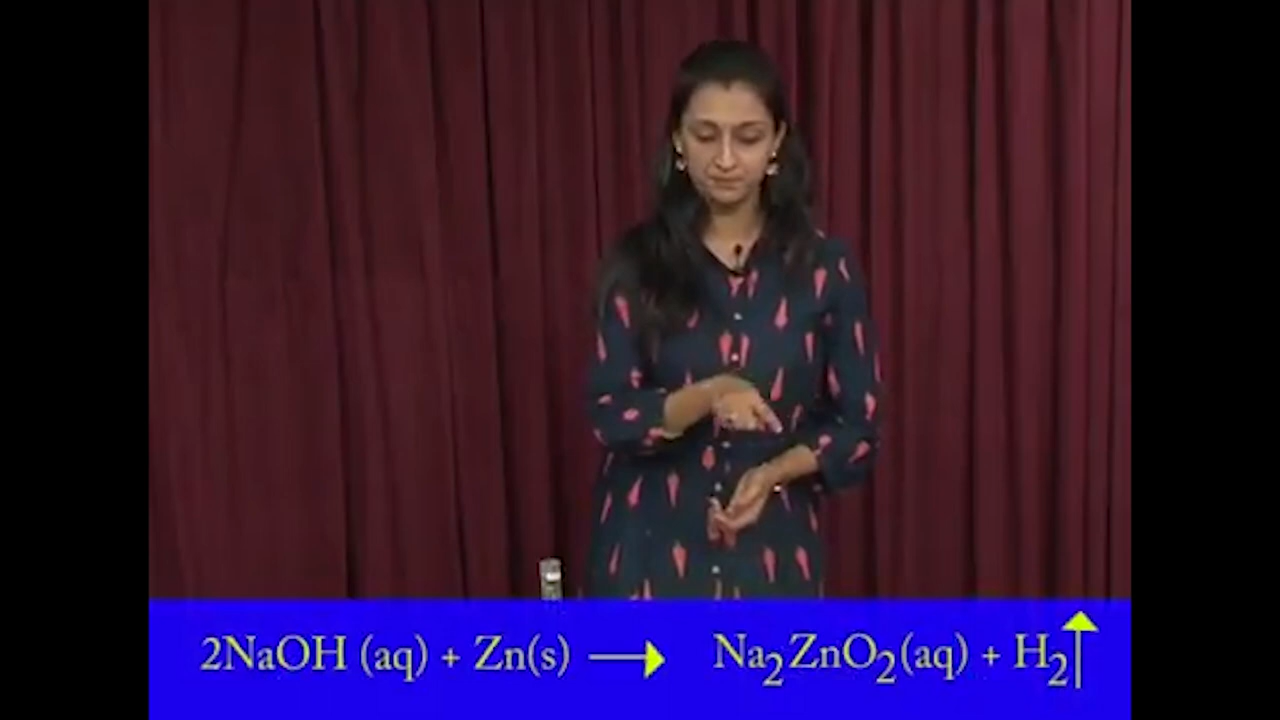 2NaOH (aq) + Zn(s) → Na₂ZnO₂(aq) + H₂↑